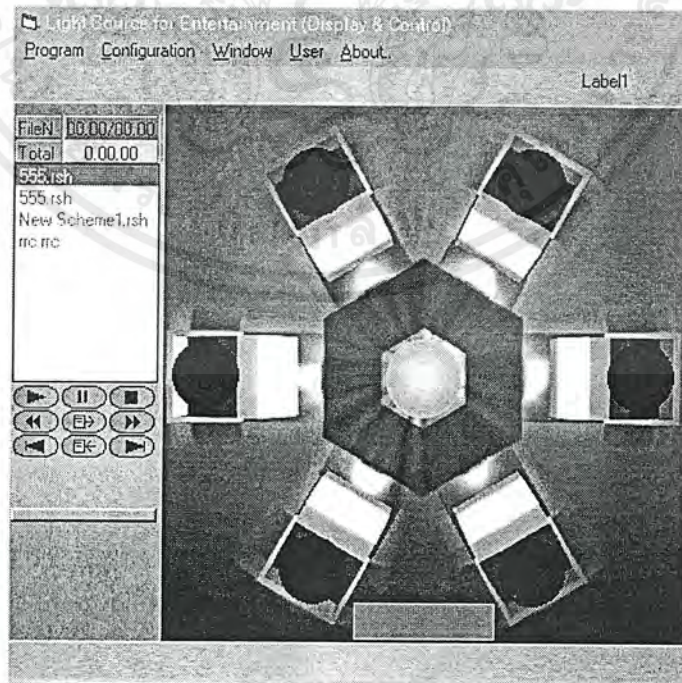 Light Source for Entertainment (Display & Control)
Program Configuration Window User About..
Label1
FileN 00.00/00.00
Total 0.00.00
555.rsh
555.rsh
New Scheme1.rsh
rrc.rrc